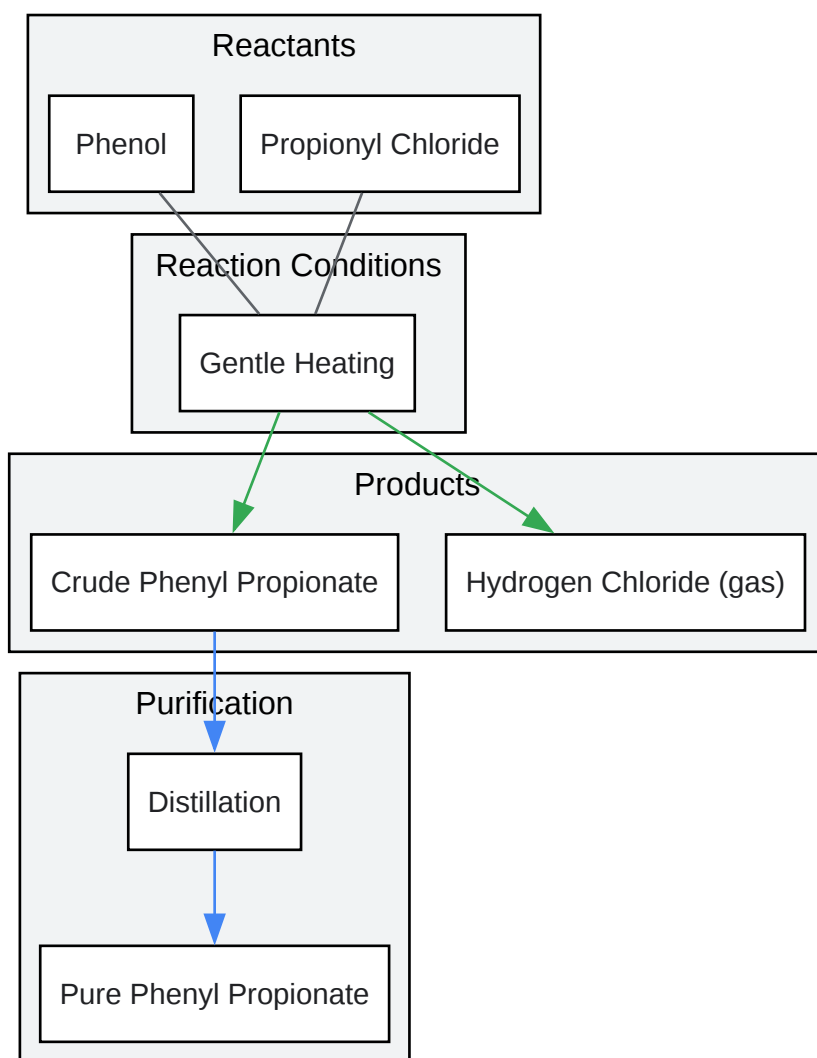 Reactants
Phenol
Propionyl Chloride
Reaction Conditions
Gentle Heating
Products
Crude Phenyl Propionate
Hydrogen Chloride (gas)
Purification
Distillation
Pure Phenyl Propionate